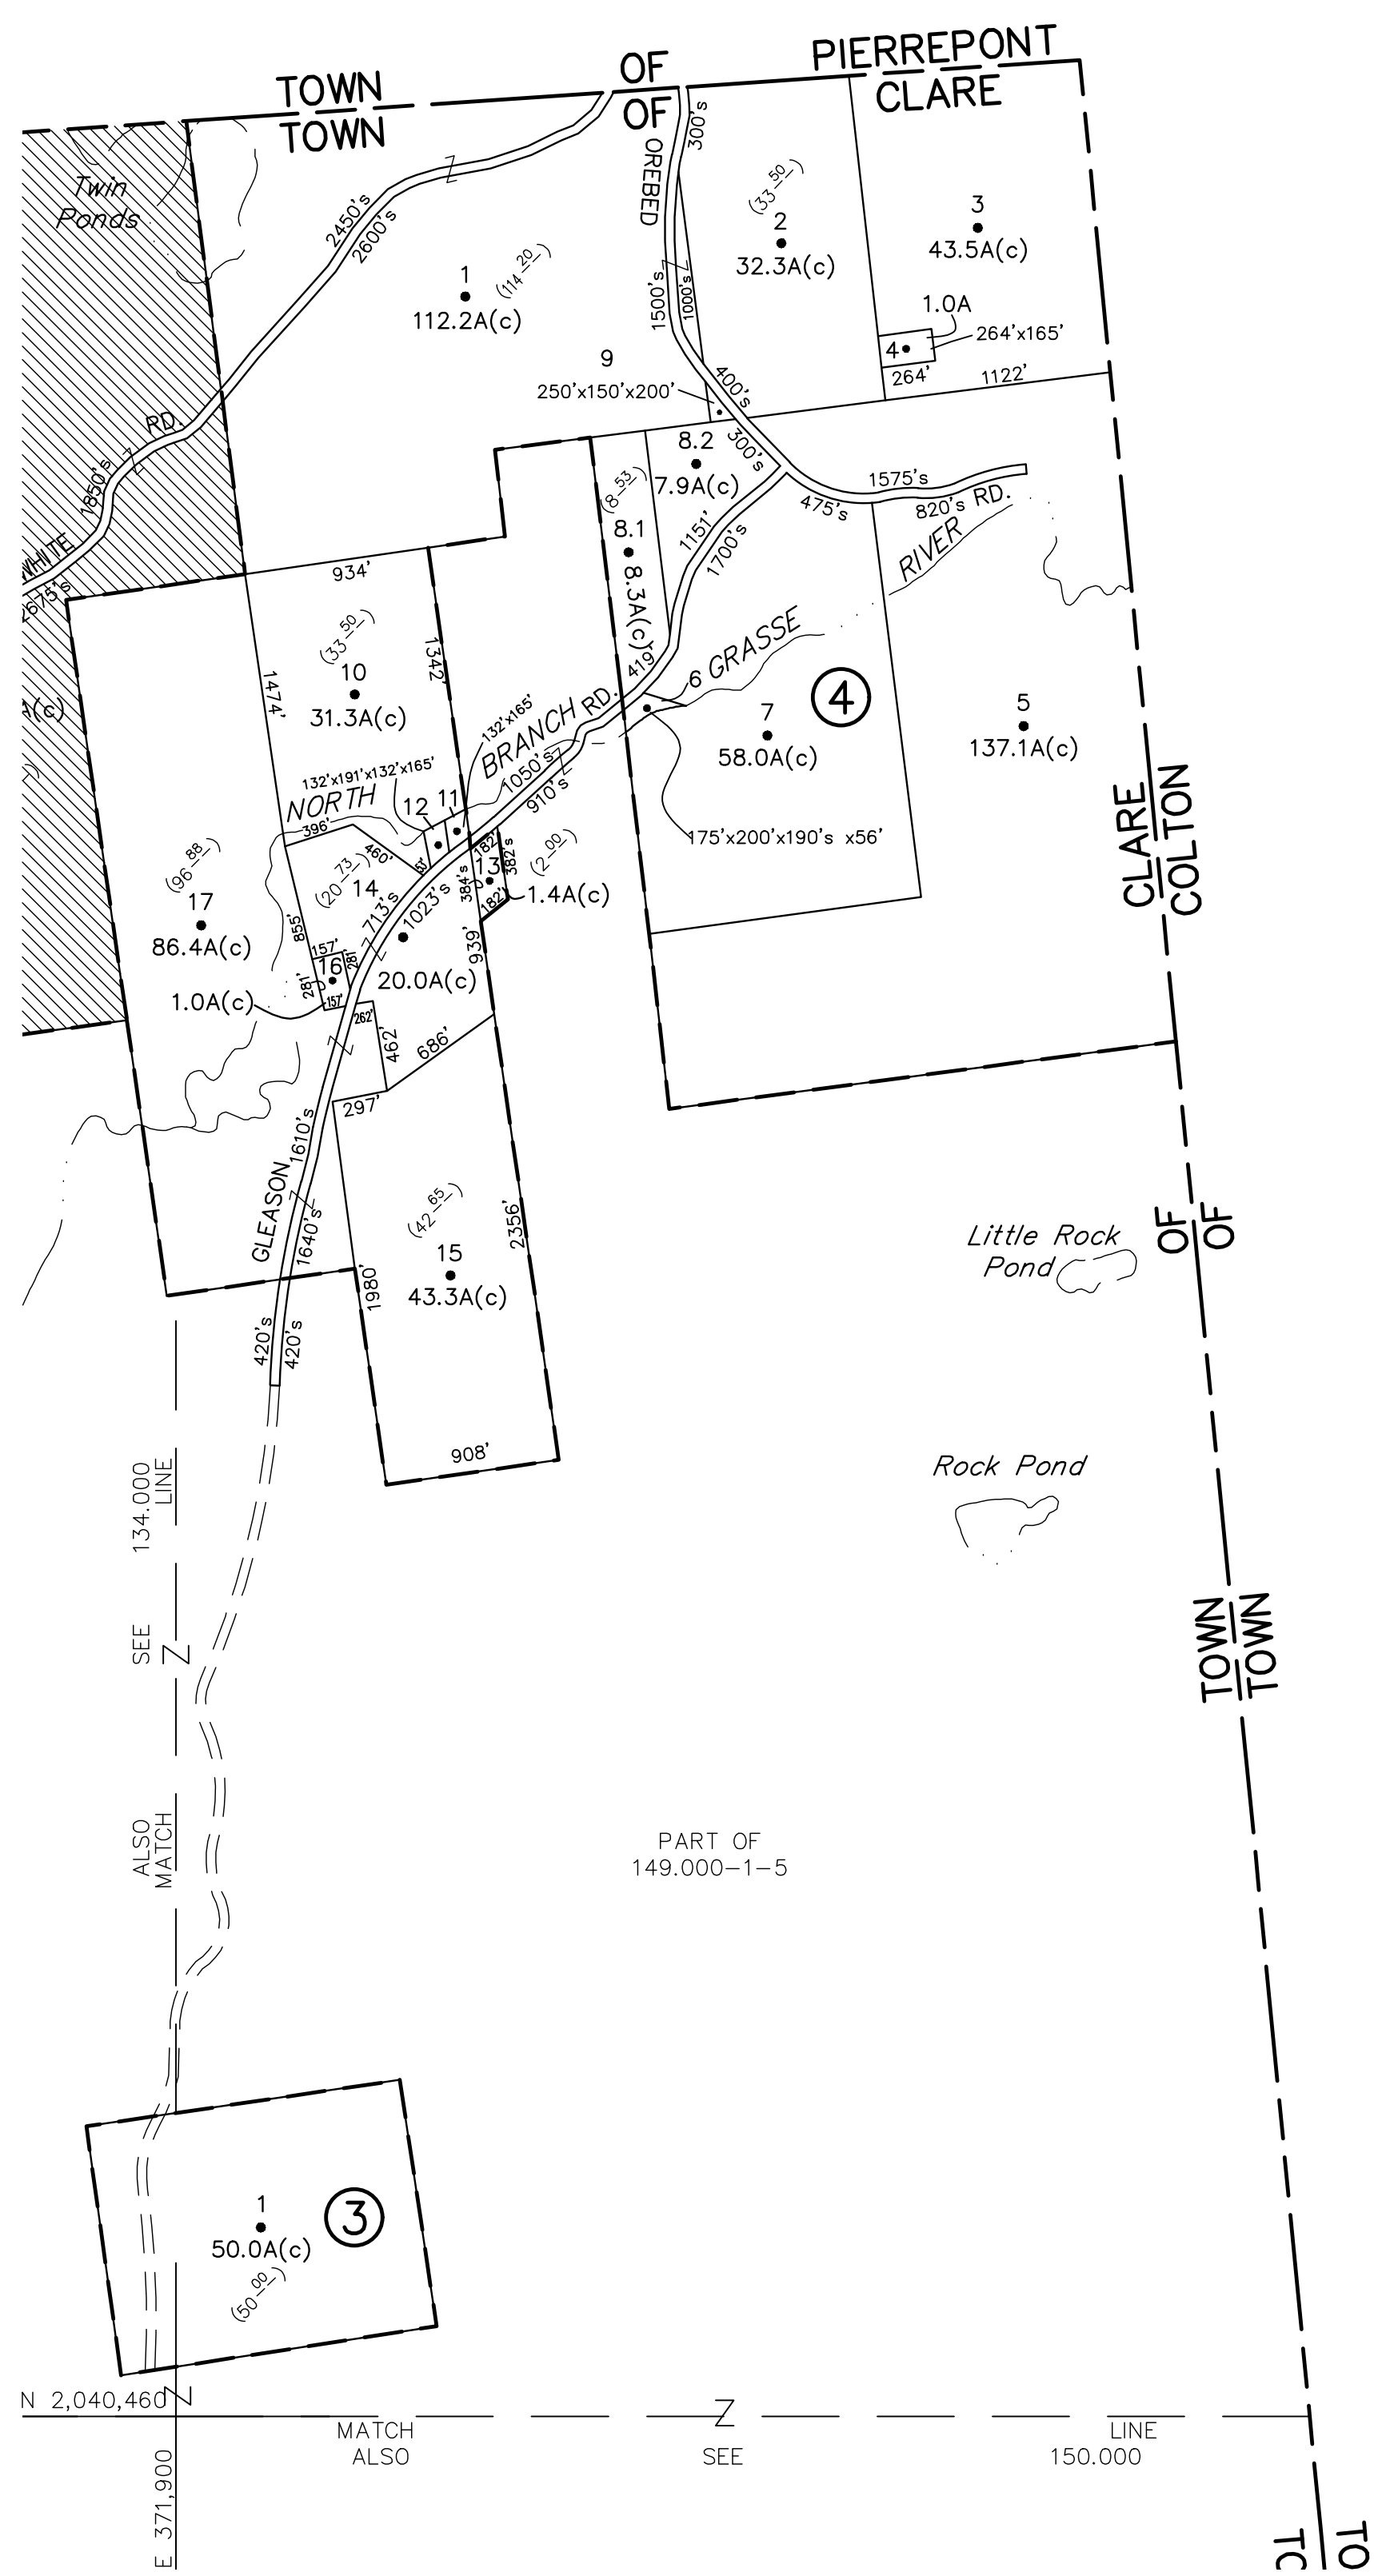 TOWN OF PIERREPONT
TOWN OF CLARE
Twin
Ponds
2450's
2600's
OREBED
300's
(33 50)
2
32.3A(c)
3
43.5A(c)
1
112.2A(c)
(114 20)
1500's
1000's
1.0A
4
264'x165'
264'
1122'
9
250'x150'x200'
400's
300's
RD.
1850's
WHITE
2675's
8.2
7.9A(c)
(8 53)
8.1
8.3A(c)
1151'
1700's
1575's
475's
820's
RD.
RIVER
934'
(33 50)
10
31.3A(c)
1474'
1342'
419'
6
GRASSE
4
7
58.0A(c)
5
137.1A(c)
A(c)
132'x165'
BRANCH
RD.
132'x191'x132'x165'
NORTH
1050's
910's
12
11
396'
460'
53'
175'x200'x190's x56'
CLARE
COLTON
(96 88)
17
86.4A(c)
(20 73)
14
182'
13
384's
382's
182'
(2 00)
1.4A(c)
855'
713's
1023's
939'
157'
16
281'
281'
157'
1.0A(c)
20.0A(c)
262'
462'
686'
297'
1610's
GLEASON
1640's
(42 65)
15
43.3A(c)
2356'
1980'
420's
420's
908'
OF
OF
Little Rock
Pond
Rock Pond
134.000
LINE
SEE
ALSO
MATCH
TOWN
TOWN
PART OF
149.000-1-5
1
50.0A(c)
(50 00)
3
N 2,040,460
E 371,900
MATCH LINE
ALSO SEE 150.000
TO
TO